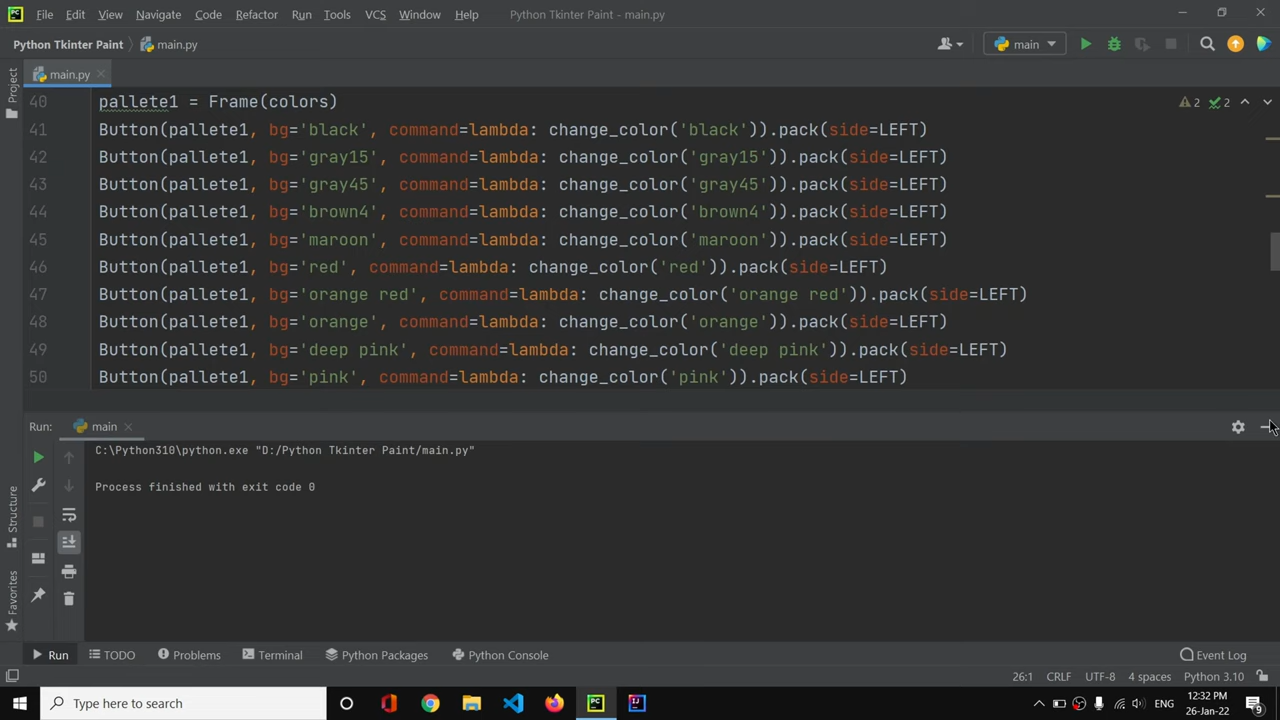 File Edit View Navigate Code Refactor Run Tools VCS Window Help Python Tkinter Paint - main.py
Python Tkinter Paint main.py main
Project
main.py
40 pallete1 = Frame(colors) 2 2
41 Button(pallete1, bg='black', command=lambda: change_color('black')).pack(side=LEFT)
42 Button(pallete1, bg='gray15', command=lambda: change_color('gray15')).pack(side=LEFT)
43 Button(pallete1, bg='gray45', command=lambda: change_color('gray45')).pack(side=LEFT)
44 Button(pallete1, bg='brown4', command=lambda: change_color('brown4')).pack(side=LEFT)
45 Button(pallete1, bg='maroon', command=lambda: change_color('maroon')).pack(side=LEFT)
46 Button(pallete1, bg='red', command=lambda: change_color('red')).pack(side=LEFT)
47 Button(pallete1, bg='orange red', command=lambda: change_color('orange red')).pack(side=LEFT)
48 Button(pallete1, bg='orange', command=lambda: change_color('orange')).pack(side=LEFT)
49 Button(pallete1, bg='deep pink', command=lambda: change_color('deep pink')).pack(side=LEFT)
50 Button(pallete1, bg='pink', command=lambda: change_color('pink')).pack(side=LEFT)
Run: main
C:\Python310\python.exe "D:/Python Tkinter Paint/main.py"
Process finished with exit code 0
Structure
Favorites
Run TODO Problems Terminal Python Packages Python Console Event Log
26:1 CRLF UTF-8 4 spaces Python 3.10
PC
IJ
Type here to search
ENG
12:32 PM
26-Jan-22
9